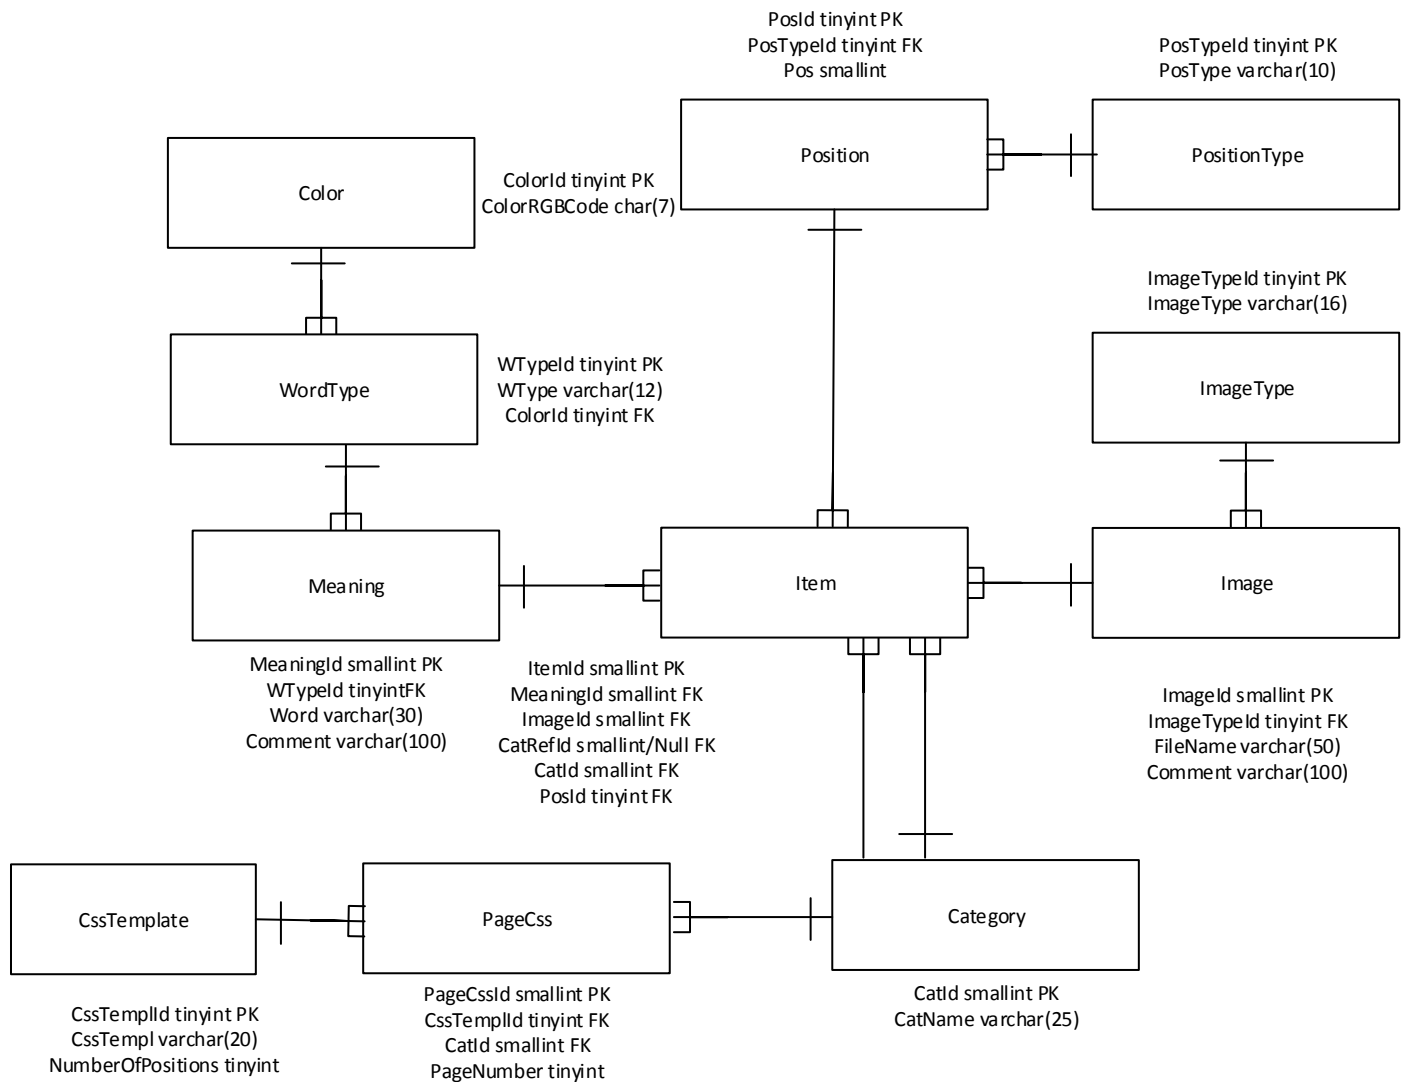 PosId tinyint PK
PosTypeId tinyint FK
Pos smallint
PosTypeId tinyint PK
PosType varchar(10)
Position
PositionType
Color
ColorId tinyint PK
ColorRGBCode char(7)
ImageTypeId tinyint PK
ImageType varchar(16)
WordType
WTypeId tinyint PK
WType varchar(12)
ColorId tinyint FK
ImageType
Meaning
Item
Image
MeaningId smallint PK
WTypeId tinyintFK
Word varchar(30)
Comment varchar(100)
ItemId smallint PK
MeaningId smallint FK
ImageId smallint FK
CatRefId smallint/Null FK
CatId smallint FK
PosId tinyint FK
ImageId smallint PK
ImageTypeId tinyint FK
FileName varchar(50)
Comment varchar(100)
CssTemplate
PageCss
Category
CssTemplId tinyint PK
CssTempl varchar(20)
NumberOfPositions tinyint
PageCssId smallint PK
CssTemplId tinyint FK
CatId smallint FK
PageNumber tinyint
CatId smallint PK
CatName varchar(25)